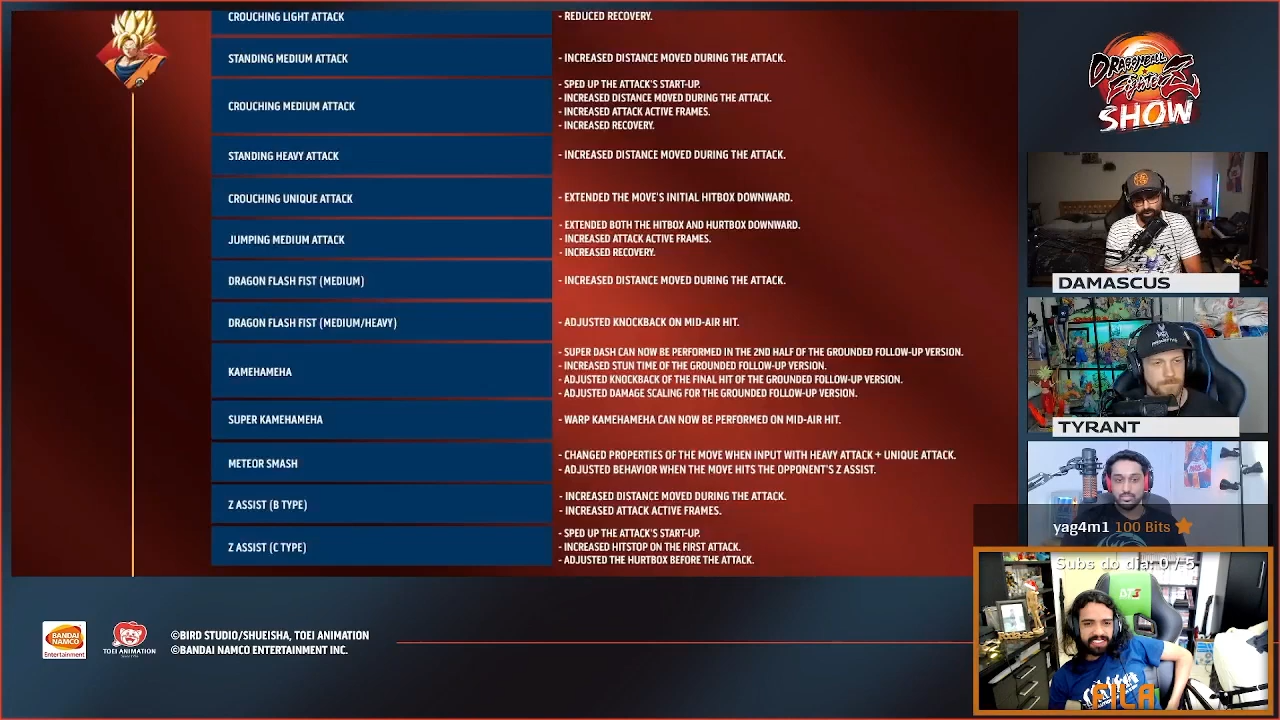 CROUCHING LIGHT ATTACK
- REDUCED RECOVERY.
STANDING MEDIUM ATTACK
- INCREASED DISTANCE MOVED DURING THE ATTACK.
CROUCHING MEDIUM ATTACK
- SPED UP THE ATTACK'S START-UP.
- INCREASED DISTANCE MOVED DURING THE ATTACK.
- INCREASED ATTACK ACTIVE FRAMES.
- INCREASED RECOVERY.
STANDING HEAVY ATTACK
- INCREASED DISTANCE MOVED DURING THE ATTACK.
CROUCHING UNIQUE ATTACK
- EXTENDED THE MOVE'S INITIAL HITBOX DOWNWARD.
JUMPING MEDIUM ATTACK
- EXTENDED BOTH THE HITBOX AND HURTBOX DOWNWARD.
- INCREASED ATTACK ACTIVE FRAMES.
- INCREASED RECOVERY.
DRAGON FLASH FIST (MEDIUM)
- INCREASED DISTANCE MOVED DURING THE ATTACK.
DRAGON FLASH FIST (MEDIUM/HEAVY)
- ADJUSTED KNOCKBACK ON MID-AIR HIT.
KAMEHAMEHA
- SUPER DASH CAN NOW BE PERFORMED IN THE 2ND HALF OF THE GROUNDED FOLLOW-UP VERSION.
- INCREASED STUN TIME OF THE GROUNDED FOLLOW-UP VERSION.
- ADJUSTED KNOCKBACK OF THE FINAL HIT OF THE GROUNDED FOLLOW-UP VERSION.
- ADJUSTED DAMAGE SCALING FOR THE GROUNDED FOLLOW-UP VERSION.
SUPER KAMEHAMEHA
- WARP KAMEHAMEHA CAN NOW BE PERFORMED ON MID-AIR HIT.
METEOR SMASH
- CHANGED PROPERTIES OF THE MOVE WHEN INPUT WITH HEAVY ATTACK + UNIQUE ATTACK.
- ADJUSTED BEHAVIOR WHEN THE MOVE HITS THE OPPONENT'S Z ASSIST.
Z ASSIST (B TYPE)
- INCREASED DISTANCE MOVED DURING THE ATTACK.
- INCREASED ATTACK ACTIVE FRAMES.
Z ASSIST (C TYPE)
- SPED UP THE ATTACK'S START-UP.
- INCREASED HITSTOP ON THE FIRST ATTACK.
- ADJUSTED THE HURTBOX BEFORE THE ATTACK.
BANDAI
NAMCO
Entertainment
TOEI ANIMATION
©BIRD STUDIO/SHUEISHA, TOEI ANIMATION
©BANDAI NAMCO ENTERTAINMENT INC.
DRAGONBALL
FighterZ
SHOW
DAMASCUS
TYRANT
yag4m1 100 Bits
Subs do dia: 0 / 5
DT3
FILA